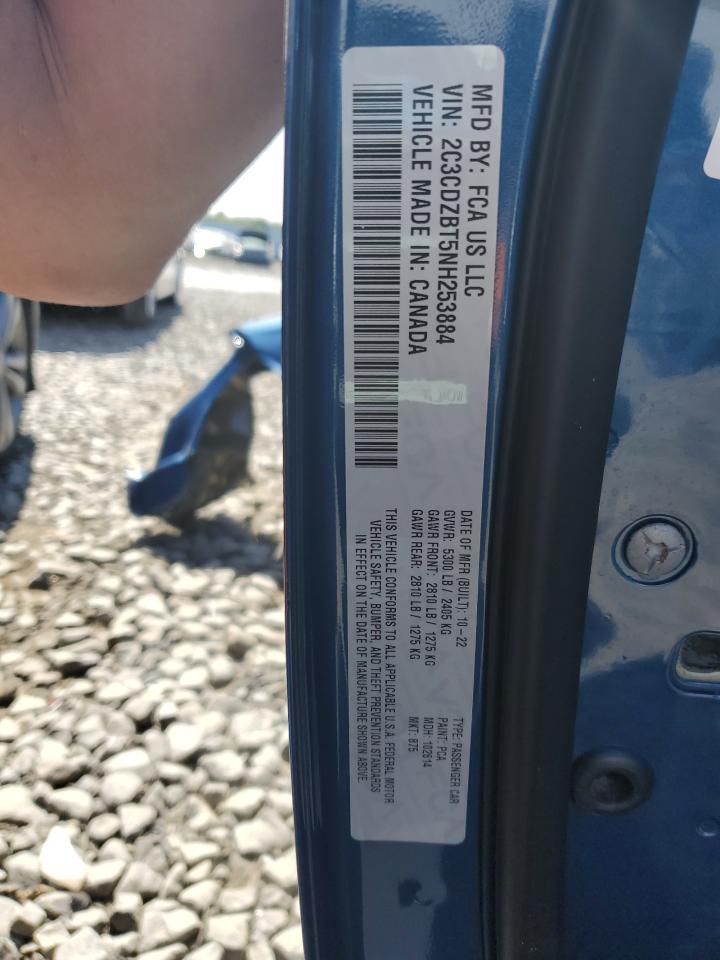 MFD BY: FCA US LLC
VIN: 2C3CDZBT5NH253884
VEHICLE MADE IN: CANADA
DATE OF MFR (BUILT): 10-22
GVWR: 5300 LB / 2405 KG
GAWR FRONT: 2810 LB / 1275 KG
GAWR REAR: 2810 LB / 1275 KG
THIS VEHICLE CONFORMS TO ALL APPLICABLE U.S.A. FEDERAL MOTOR
VEHICLE SAFETY, BUMPER, AND THEFT PREVENTION STANDARDS
IN EFFECT ON THE DATE OF MANUFACTURE SHOWN ABOVE.
TYPE: PASSENGER CAR
PAINT: PCA
MDH: 102614
MKT: 875